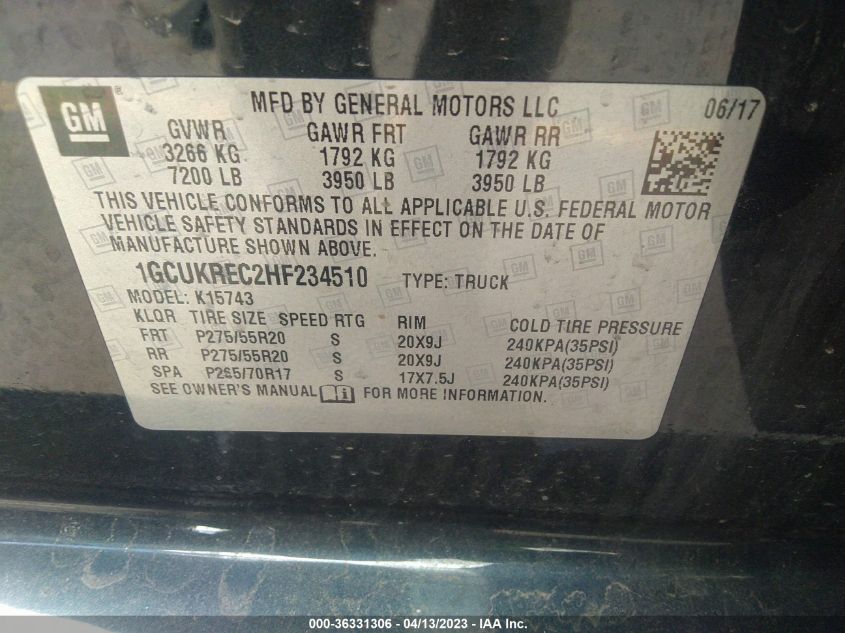 GM
MFD BY GENERAL MOTORS LLC 06/17
GVWR GAWR FRT GAWR RR
3266 KG 1792 KG 1792 KG
7200 LB 3950 LB 3950 LB
THIS VEHICLE CONFORMS TO ALL APPLICABLE U.S. FEDERAL MOTOR
VEHICLE SAFETY STANDARDS IN EFFECT ON THE DATE OF
MANUFACTURE SHOWN ABOVE.
1GCUKREC2HF234510 TYPE: TRUCK
MODEL: K15743
KLQR TIRE SIZE SPEED RTG RIM COLD TIRE PRESSURE
FRT P275/55R20 S 20X9J 240KPA(35PSI)
RR P275/55R20 S 20X9J 240KPA(35PSI)
SPA P265/70R17 S 17X7.5J 240KPA(35PSI)
SEE OWNER'S MANUAL FOR MORE INFORMATION.
000-36331306 - 04/13/2023 - IAA Inc.